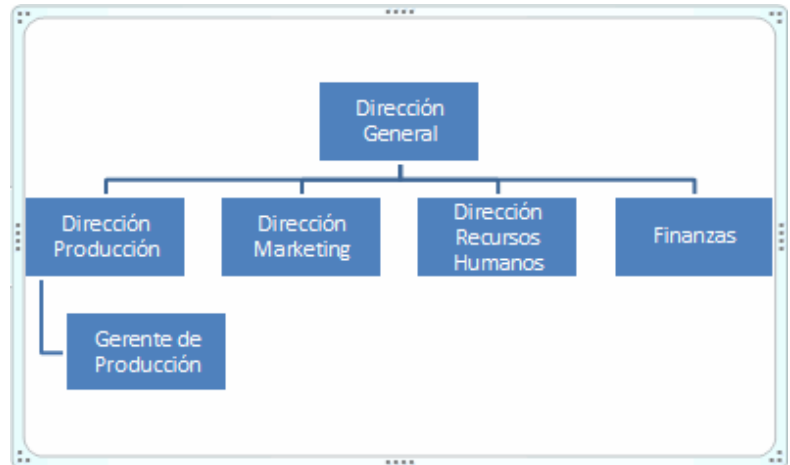 Dirección
General
Dirección
Producción
Dirección
Marketing
Dirección
Recursos
Humanos
Finanzas
Gerente de
Producción